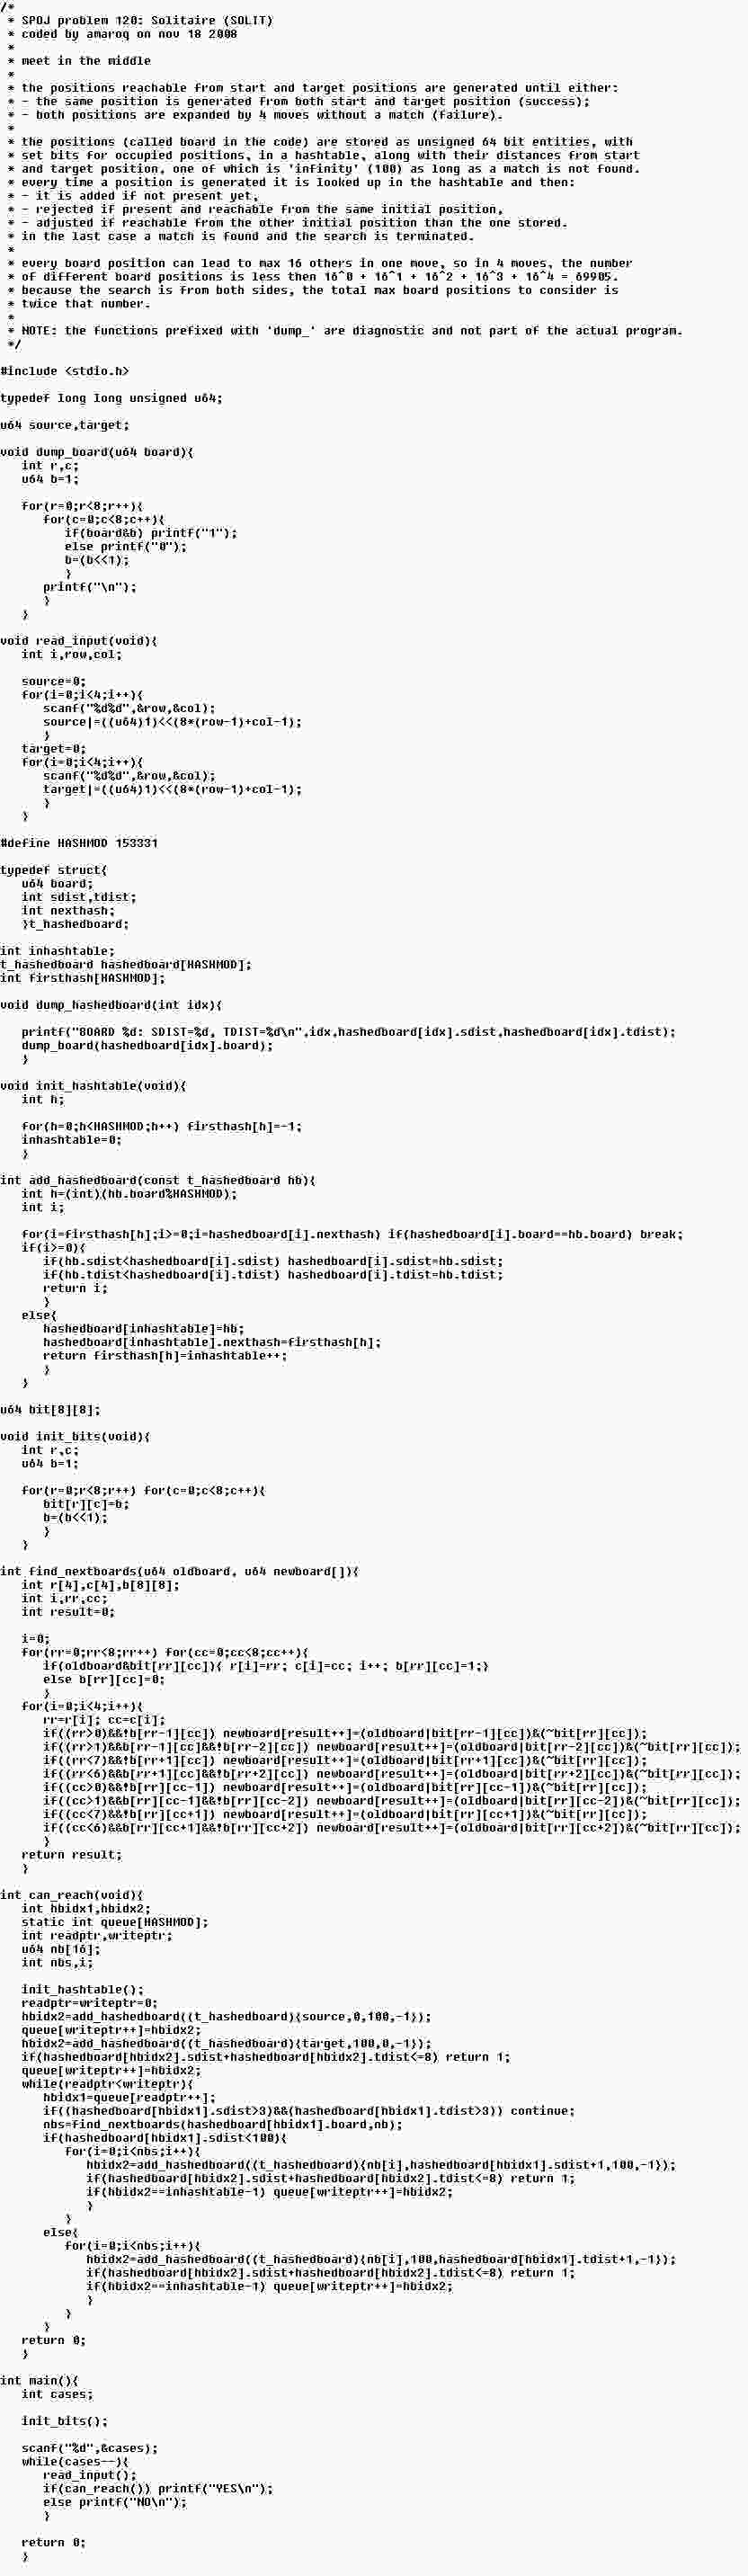 /*
 * SPOJ problem 120: Solitaire (SOLIT)
 * coded by amaroq on nov 18 2008
 *
 * meet in the middle
 *
 * the positions reachable from start and target positions are generated until either:
 * - the same position is generated from both start and target position (success);
 * - both positions are expanded by 4 moves without a match (failure).
 *
 * the positions (called board in the code) are stored as unsigned 64 bit entities, with
 * set bits for occupied positions, in a hashtable, along with their distances from start
 * and target position, one of which is 'infinity' (100) as long as a match is not found.
 * every time a position is generated it is looked up in the hashtable and then:
 * - it is added if not present yet,
 * - rejected if present and reachable from the same initial position,
 * - adjusted if reachable from the other initial position than the one stored.
 * in the last case a match is found and the search is terminated.
 *
 * every board position can lead to max 16 others in one move, so in 4 moves, the number
 * of different board positions is less then 16^0 + 16^1 + 16^2 + 16^3 + 16^4 = 69905.
 * because the search is from both sides, the total max board positions to consider is
 * twice that number.
 *
 * NOTE: the functions prefixed with 'dump_' are diagnostic and not part of the actual program.
 */

#include <stdio.h>

typedef long long unsigned u64;

u64 source,target;

void dump_board(u64 board){
   int r,c;
   u64 b=1;

   for(r=0;r<8;r++){
      for(c=0;c<8;c++){
         if(board&b) printf("1");
         else printf("0");
         b=(b<<1);
         }
      printf("\n");
      }
   }

void read_input(void){
   int i,row,col;

   source=0;
   for(i=0;i<4;i++){
      scanf("%d%d",&row,&col);
      source|=((u64)1)<<(8*(row-1)+col-1);
      }
   target=0;
   for(i=0;i<4;i++){
      scanf("%d%d",&row,&col);
      target|=((u64)1)<<(8*(row-1)+col-1);
      }
   }

#define HASHMOD 153331

typedef struct{
   u64 board;
   int sdist,tdist;
   int nexthash;
   }t_hashedboard;

int inhashtable;
t_hashedboard hashedboard[HASHMOD];
int firsthash[HASHMOD];

void dump_hashedboard(int idx){

   printf("BOARD %d: SDIST=%d, TDIST=%d\n",idx,hashedboard[idx].sdist,hashedboard[idx].tdist);
   dump_board(hashedboard[idx].board);
   }

void init_hashtable(void){
   int h;

   for(h=0;h<HASHMOD;h++) firsthash[h]=-1;
   inhashtable=0;
   }

int add_hashedboard(const t_hashedboard hb){
   int h=(int)(hb.board%HASHMOD);
   int i;

   for(i=firsthash[h];i>=0;i=hashedboard[i].nexthash) if(hashedboard[i].board==hb.board) break;
   if(i>=0){
      if(hb.sdist<hashedboard[i].sdist) hashedboard[i].sdist=hb.sdist;
      if(hb.tdist<hashedboard[i].tdist) hashedboard[i].tdist=hb.tdist;
      return i;
      }
   else{
      hashedboard[inhashtable]=hb;
      hashedboard[inhashtable].nexthash=firsthash[h];
      return firsthash[h]=inhashtable++;
      }
   }

u64 bit[8][8];

void init_bits(void){
   int r,c;
   u64 b=1;

   for(r=0;r<8;r++) for(c=0;c<8;c++){
      bit[r][c]=b;
      b=(b<<1);
      }
   }

int find_nextboards(u64 oldboard, u64 newboard[]){
   int r[4],c[4],b[8][8];
   int i,rr,cc;
   int result=0;

   i=0;
   for(rr=0;rr<8;rr++) for(cc=0;cc<8;cc++){
      if(oldboard&bit[rr][cc]){ r[i]=rr; c[i]=cc; i++; b[rr][cc]=1;}
      else b[rr][cc]=0;
      }
   for(i=0;i<4;i++){
      rr=r[i]; cc=c[i];
      if((rr>0)&&!b[rr-1][cc]) newboard[result++]=(oldboard|bit[rr-1][cc])&(~bit[rr][cc]);
      if((rr>1)&&b[rr-1][cc]&&!b[rr-2][cc]) newboard[result++]=(oldboard|bit[rr-2][cc])&(~bit[rr][cc]);
      if((rr<7)&&!b[rr+1][cc]) newboard[result++]=(oldboard|bit[rr+1][cc])&(~bit[rr][cc]);
      if((rr<6)&&b[rr+1][cc]&&!b[rr+2][cc]) newboard[result++]=(oldboard|bit[rr+2][cc])&(~bit[rr][cc]);
      if((cc>0)&&!b[rr][cc-1]) newboard[result++]=(oldboard|bit[rr][cc-1])&(~bit[rr][cc]);
      if((cc>1)&&b[rr][cc-1]&&!b[rr][cc-2]) newboard[result++]=(oldboard|bit[rr][cc-2])&(~bit[rr][cc]);
      if((cc<7)&&!b[rr][cc+1]) newboard[result++]=(oldboard|bit[rr][cc+1])&(~bit[rr][cc]);
      if((cc<6)&&b[rr][cc+1]&&!b[rr][cc+2]) newboard[result++]=(oldboard|bit[rr][cc+2])&(~bit[rr][cc]);
      }
   return result;
   }

int can_reach(void){
   int hbidx1,hbidx2;
   static int queue[HASHMOD];
   int readptr,writeptr;
   u64 nb[16];
   int nbs,i;

   init_hashtable();
   readptr=writeptr=0;
   hbidx2=add_hashedboard((t_hashedboard){source,0,100,-1});
   queue[writeptr++]=hbidx2;
   hbidx2=add_hashedboard((t_hashedboard){target,100,0,-1});
   if(hashedboard[hbidx2].sdist+hashedboard[hbidx2].tdist<=8) return 1;
   queue[writeptr++]=hbidx2;
   while(readptr<writeptr){
      hbidx1=queue[readptr++];
      if((hashedboard[hbidx1].sdist>3)&&(hashedboard[hbidx1].tdist>3)) continue;
      nbs=find_nextboards(hashedboard[hbidx1].board,nb);
      if(hashedboard[hbidx1].sdist<100){
         for(i=0;i<nbs;i++){
            hbidx2=add_hashedboard((t_hashedboard){nb[i],hashedboard[hbidx1].sdist+1,100,-1});
            if(hashedboard[hbidx2].sdist+hashedboard[hbidx2].tdist<=8) return 1;
            if(hbidx2==inhashtable-1) queue[writeptr++]=hbidx2;
            }
         }
      else{
         for(i=0;i<nbs;i++){
            hbidx2=add_hashedboard((t_hashedboard){nb[i],100,hashedboard[hbidx1].tdist+1,-1});
            if(hashedboard[hbidx2].sdist+hashedboard[hbidx2].tdist<=8) return 1;
            if(hbidx2==inhashtable-1) queue[writeptr++]=hbidx2;
            }
         }
      }
   return 0;
   }

int main(){
   int cases;

   init_bits();

   scanf("%d",&cases);
   while(cases--){
      read_input();
      if(can_reach()) printf("YES\n");
      else printf("NO\n");
      }

   return 0;
   }